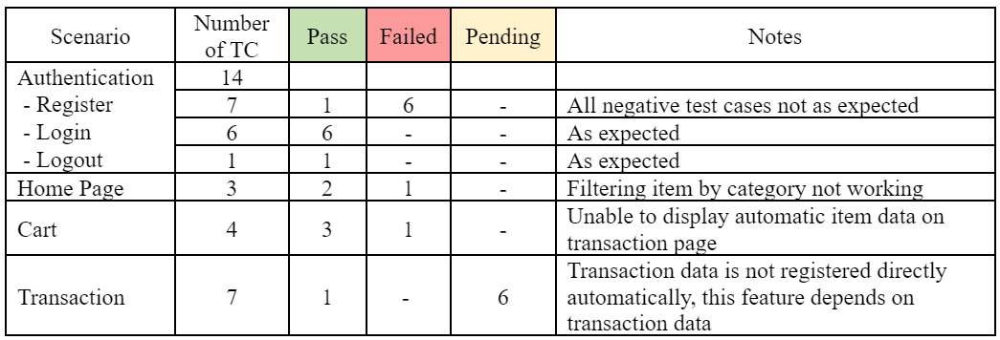 Scenario Number of TC Pass Failed Pending Notes
Authentication 14
- Register 7 1 6 - All negative test cases not as expected
- Login 6 6 - - As expected
- Logout 1 1 - - As expected
Home Page 3 2 1 - Filtering item by category not working
Cart 4 3 1 - Unable to display automatic item data on
transaction page
Transaction 7 1 - 6 Transaction data is not registered directly
automatically, this feature depends on
transaction data